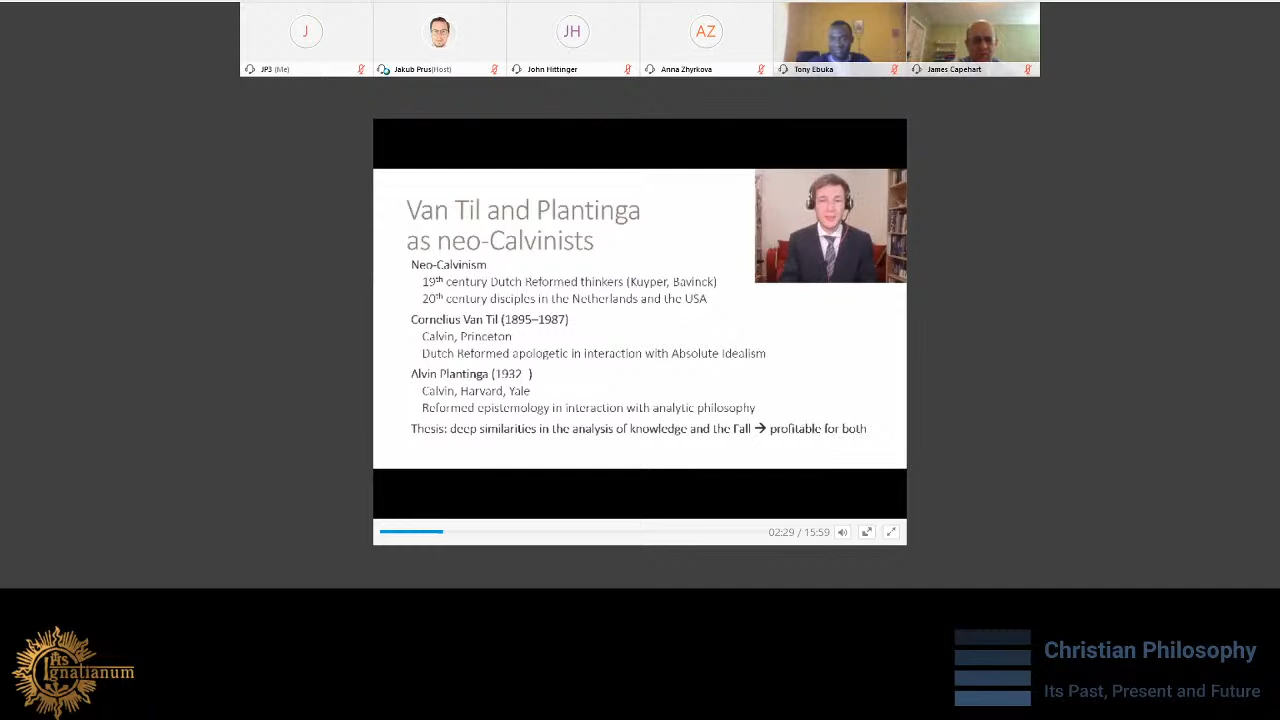 J
JH
AZ
JP3 (Me)
Jakub Prus(Host)
John Hittinger
Anna Zhyrkova
Tony Ebuka
James Capehart
Van Til and Plantinga
as neo-Calvinists
Neo-Calvinism
19th century Dutch Reformed thinkers (Kuyper, Bavinck)
20th century disciples in the Netherlands and the USA
Cornelius Van Til (1895–1987)
Calvin, Princeton
Dutch Reformed apologetic in interaction with Absolute Idealism
Alvin Plantinga (1932 )
Calvin, Harvard, Yale
Reformed epistemology in interaction with analytic philosophy
Thesis: deep similarities in the analysis of knowledge and the Fall → profitable for both
02:29 / 15:59
IHS
Ignatianum
Christian Philosophy
Its Past, Present and Future